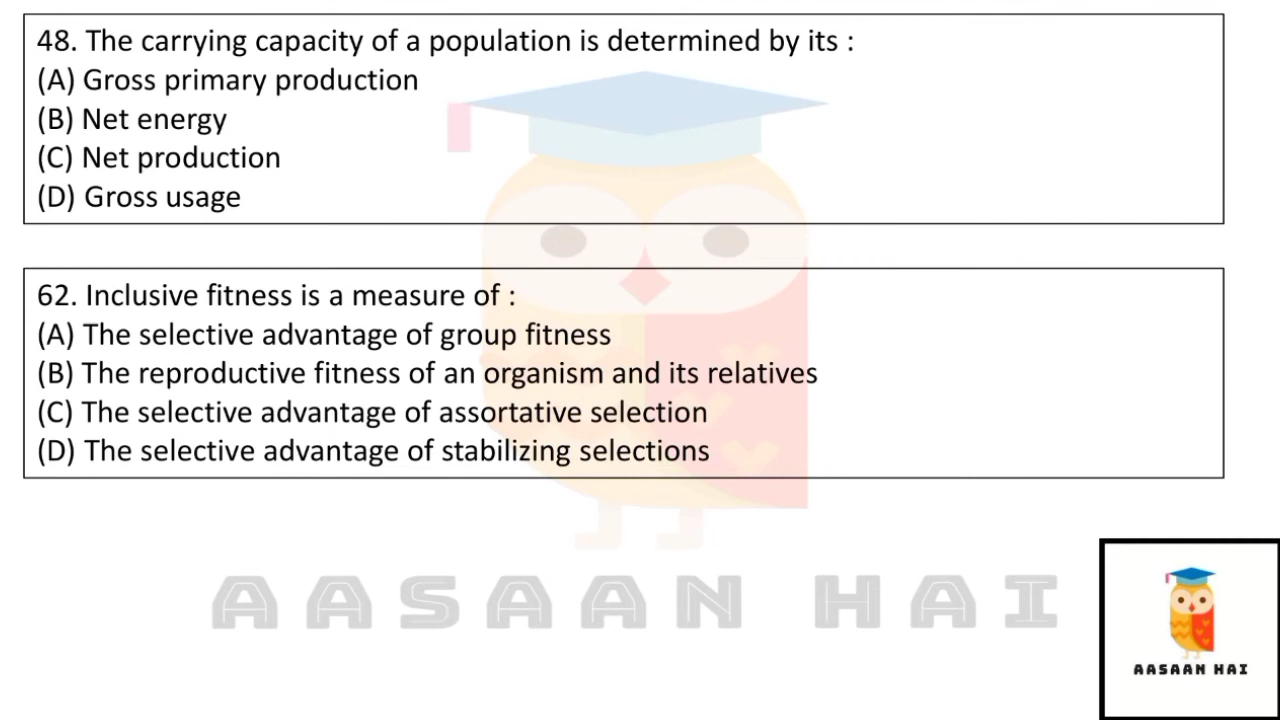 48. The carrying capacity of a population is determined by its :
(A) Gross primary production
(B) Net energy
(C) Net production
(D) Gross usage
62. Inclusive fitness is a measure of :
(A) The selective advantage of group fitness
(B) The reproductive fitness of an organism and its relatives
(C) The selective advantage of assortative selection
(D) The selective advantage of stabilizing selections
AASAAN HAI
AASAAN HAI